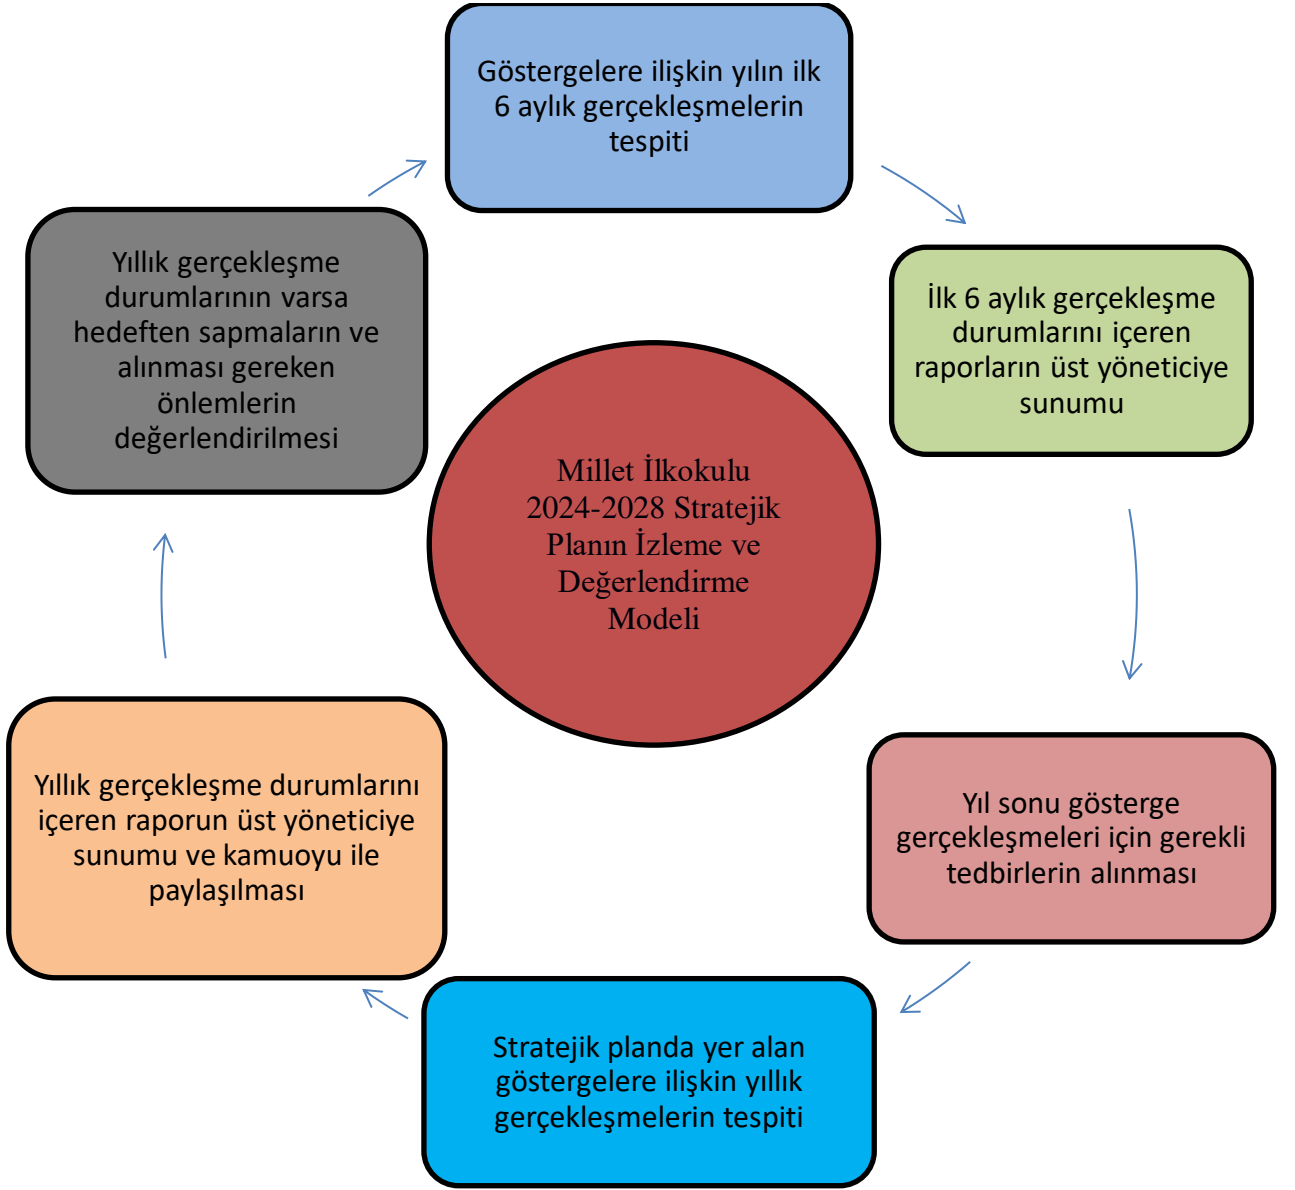 Göstergelere ilişkin yılın ilk
6 aylık gerçekleşmelerin
tespiti
İlk 6 aylık gerçekleşme
durumlarını içeren
raporların üst yöneticiye
sunumu
Yıl sonu gösterge
gerçekleşmeleri için gerekli
tedbirlerin alınması
Stratejik planda yer alan
göstergelere ilişkin yıllık
gerçekleşmelerin tespiti
Yıllık gerçekleşme durumlarını
içeren raporun üst yöneticiye
sunumu ve kamuoyu ile
paylaşılması
Yıllık gerçekleşme
durumlarının varsa
hedeften sapmaların ve
alınması gereken
önlemlerin
değerlendirilmesi
Millet İlkokulu
2024-2028 Stratejik
Planın İzleme ve
Değerlendirme
Modeli